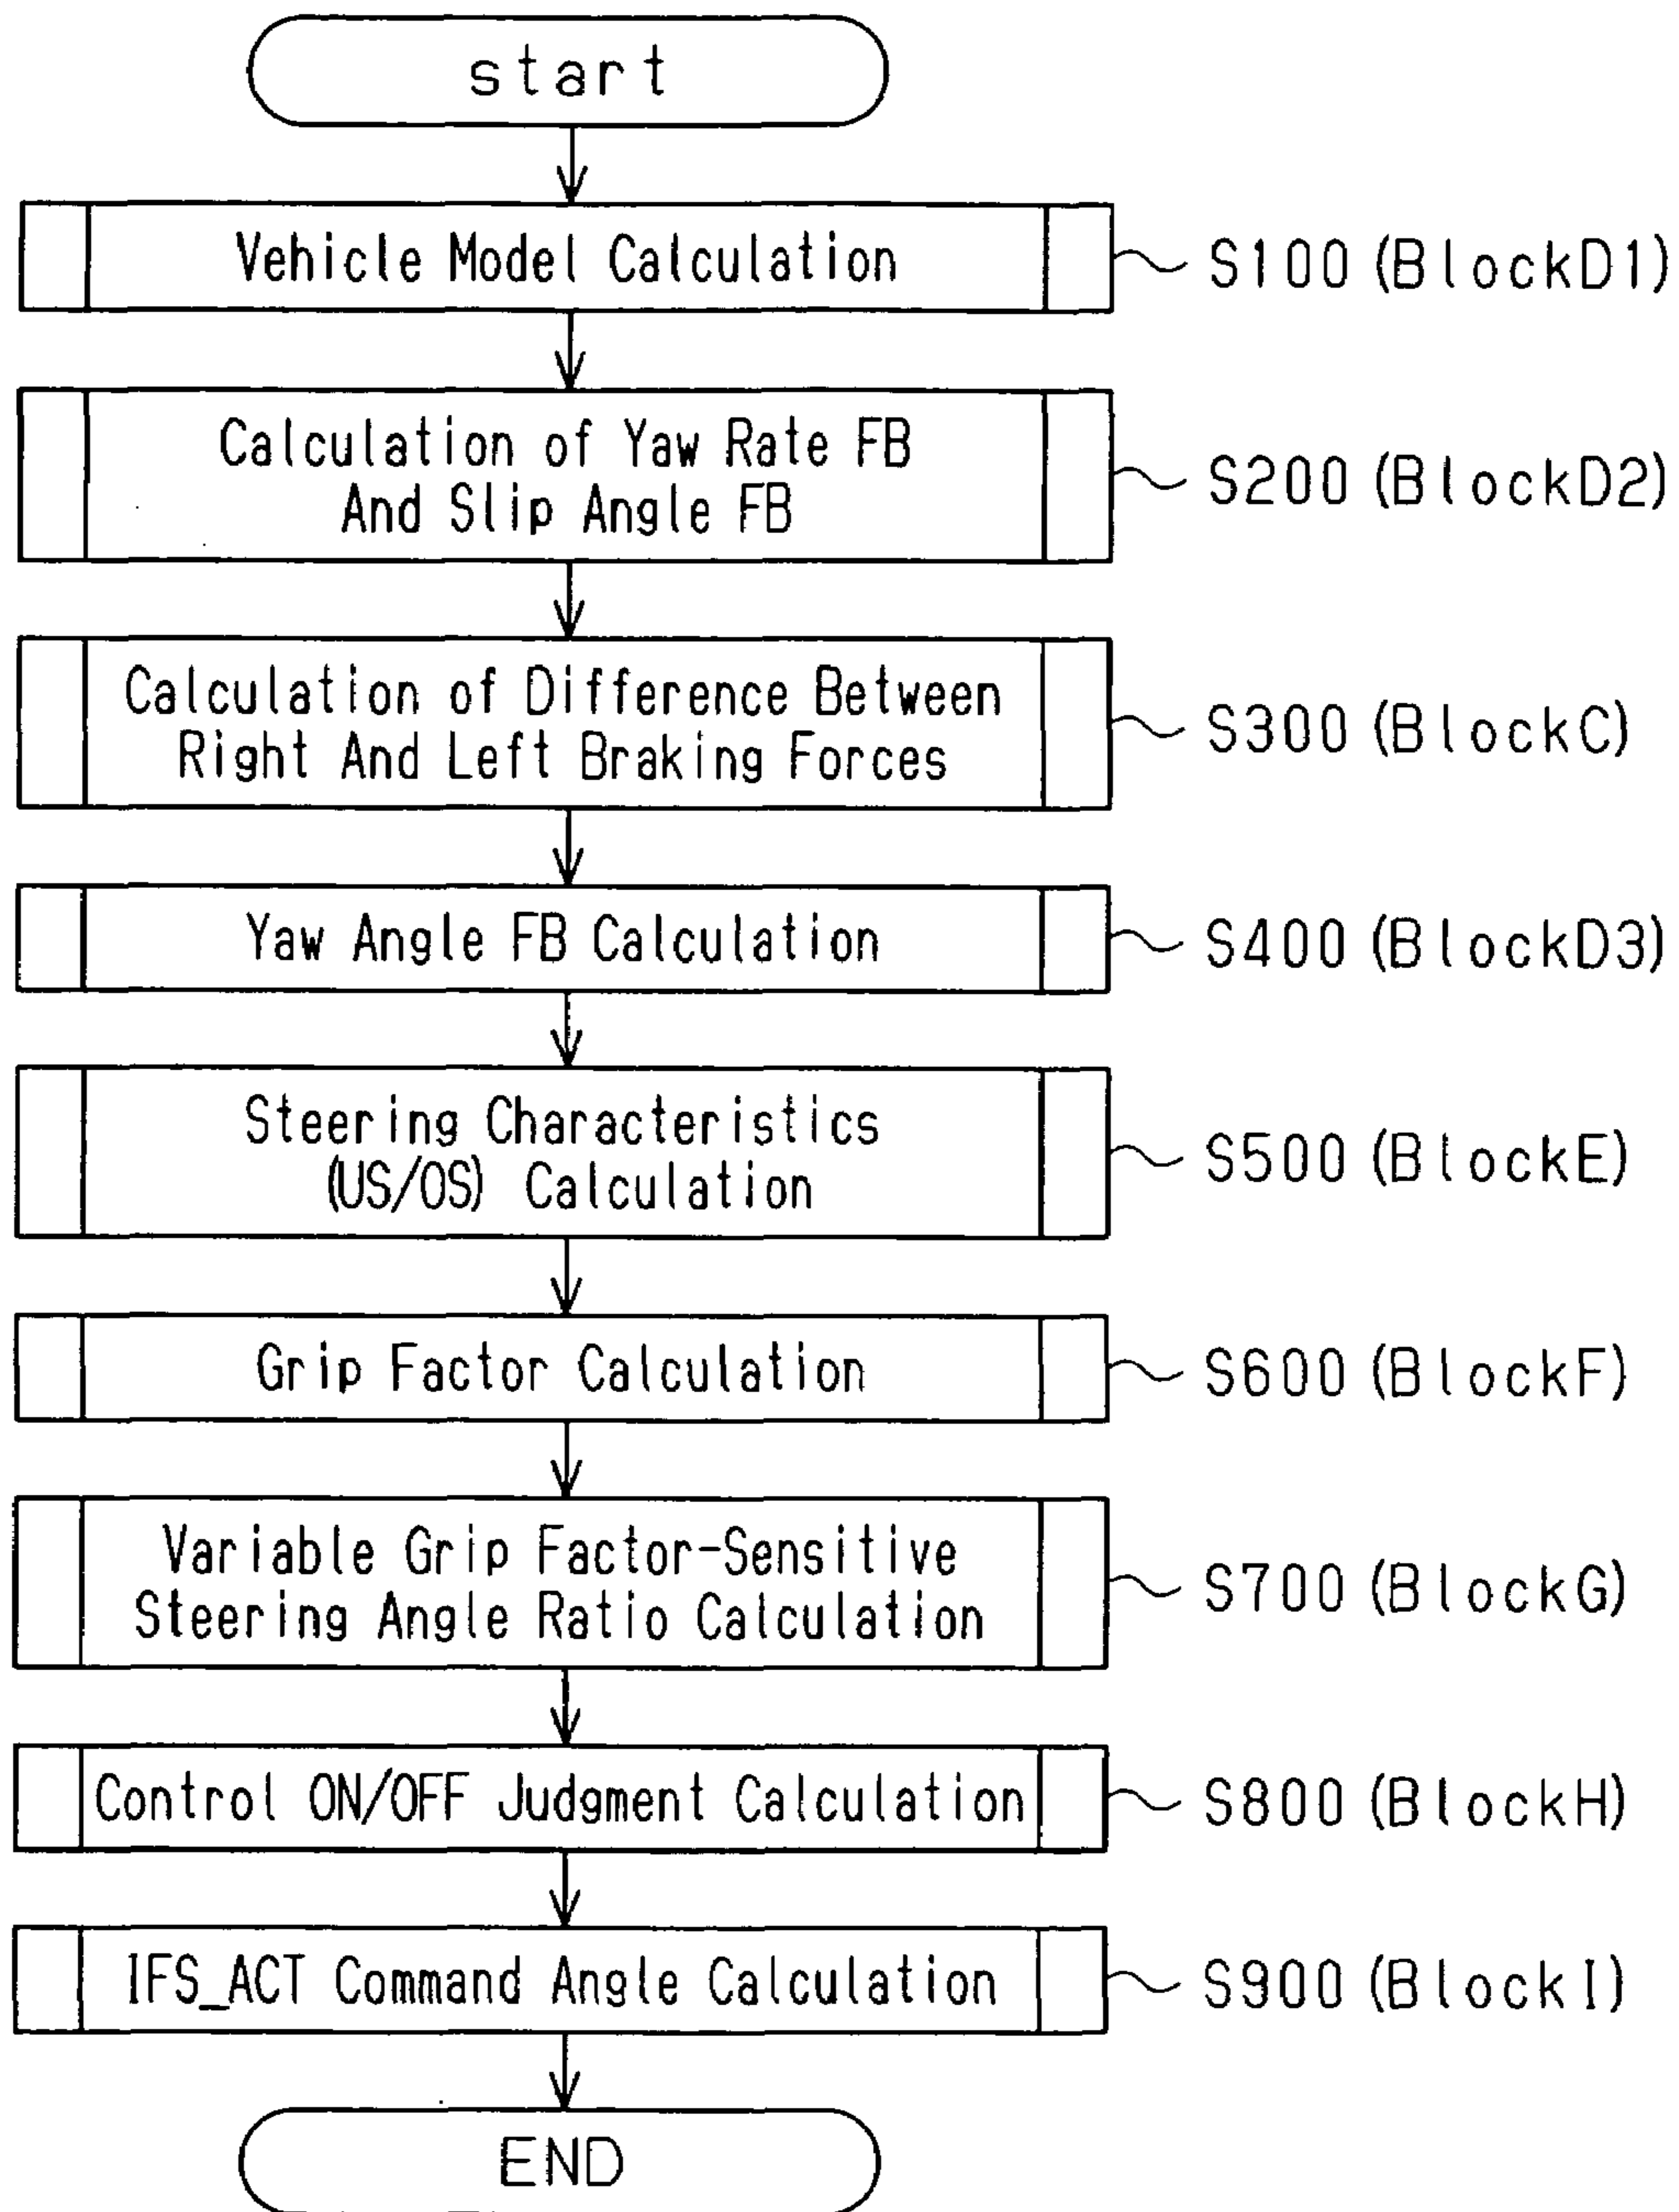 start
Vehicle Model Calculation
S100 (BlockD1)
Calculation of Yaw Rate FB
And Slip Angle FB
S200 (BlockD2)
Calculation of Difference Between
Right And Left Braking Forces
S300 (BlockC)
Yaw Angle FB Calculation
S400 (BlockD3)
Steering Characteristics
(US/OS) Calculation
S500 (BlockE)
Grip Factor Calculation
S600 (BlockF)
Variable Grip Factor-Sensitive
Steering Angle Ratio Calculation
S700 (BlockG)
Control ON/OFF Judgment Calculation
S800 (BlockH)
IFS_ACT Command Angle Calculation
S900 (BlockI)
END